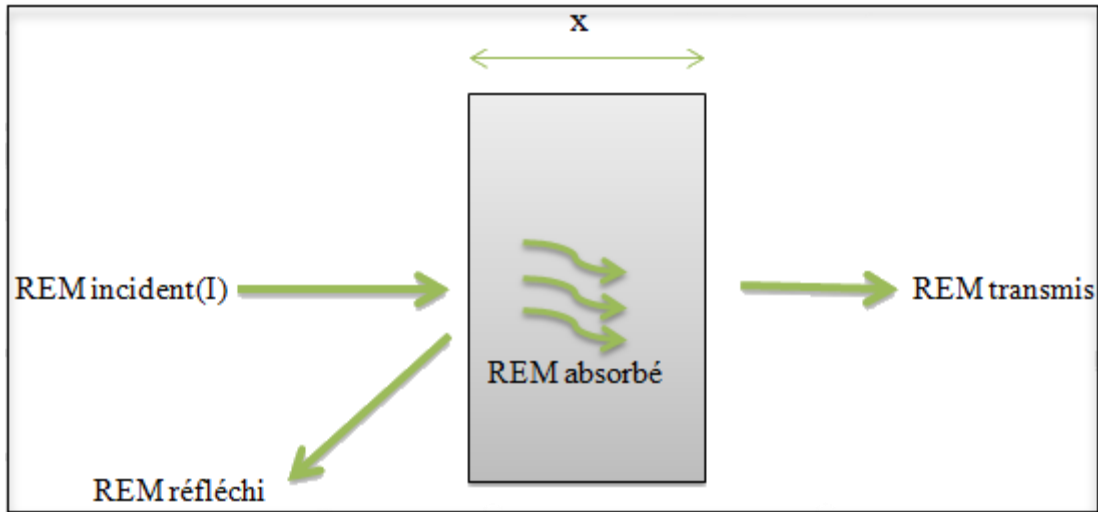 x
REM incident(I)
REM transmis
REM absorbé
REM réfléchi